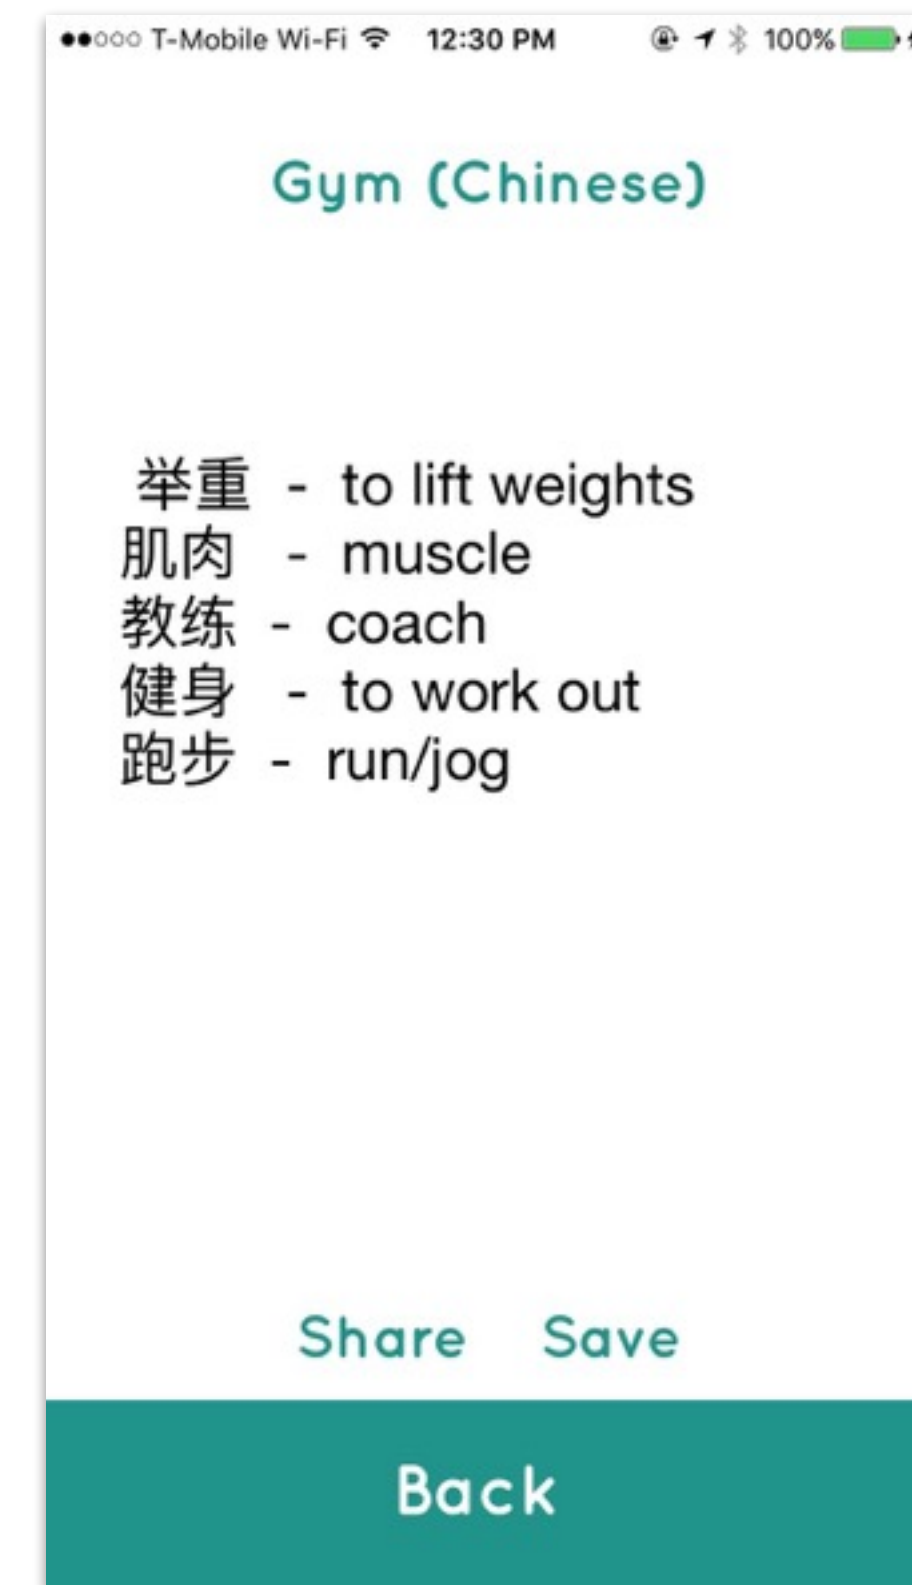 T-Mobile Wi-Fi 12:30 PM 100%
Gym (Chinese)
举重 - to lift weights
肌肉 - muscle
教练 - coach
健身 - to work out
跑步 - run/jog
Share Save
Back